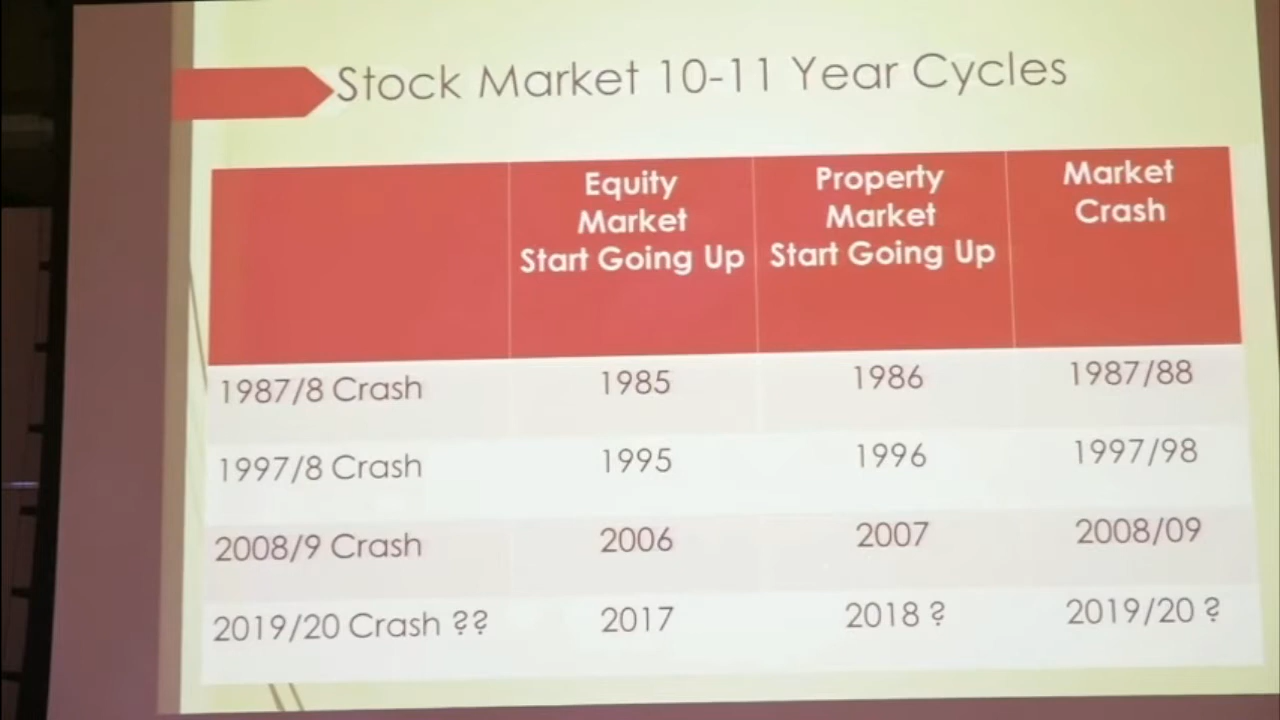 Stock Market 10-11 Year Cycles
Equity Market Start Going Up
Property Market Start Going Up
Market Crash
1987/8 Crash 1985 1986 1987/88
1997/8 Crash 1995 1996 1997/98
2008/9 Crash 2006 2007 2008/09
2019/20 Crash ?? 2017 2018 ? 2019/20 ?